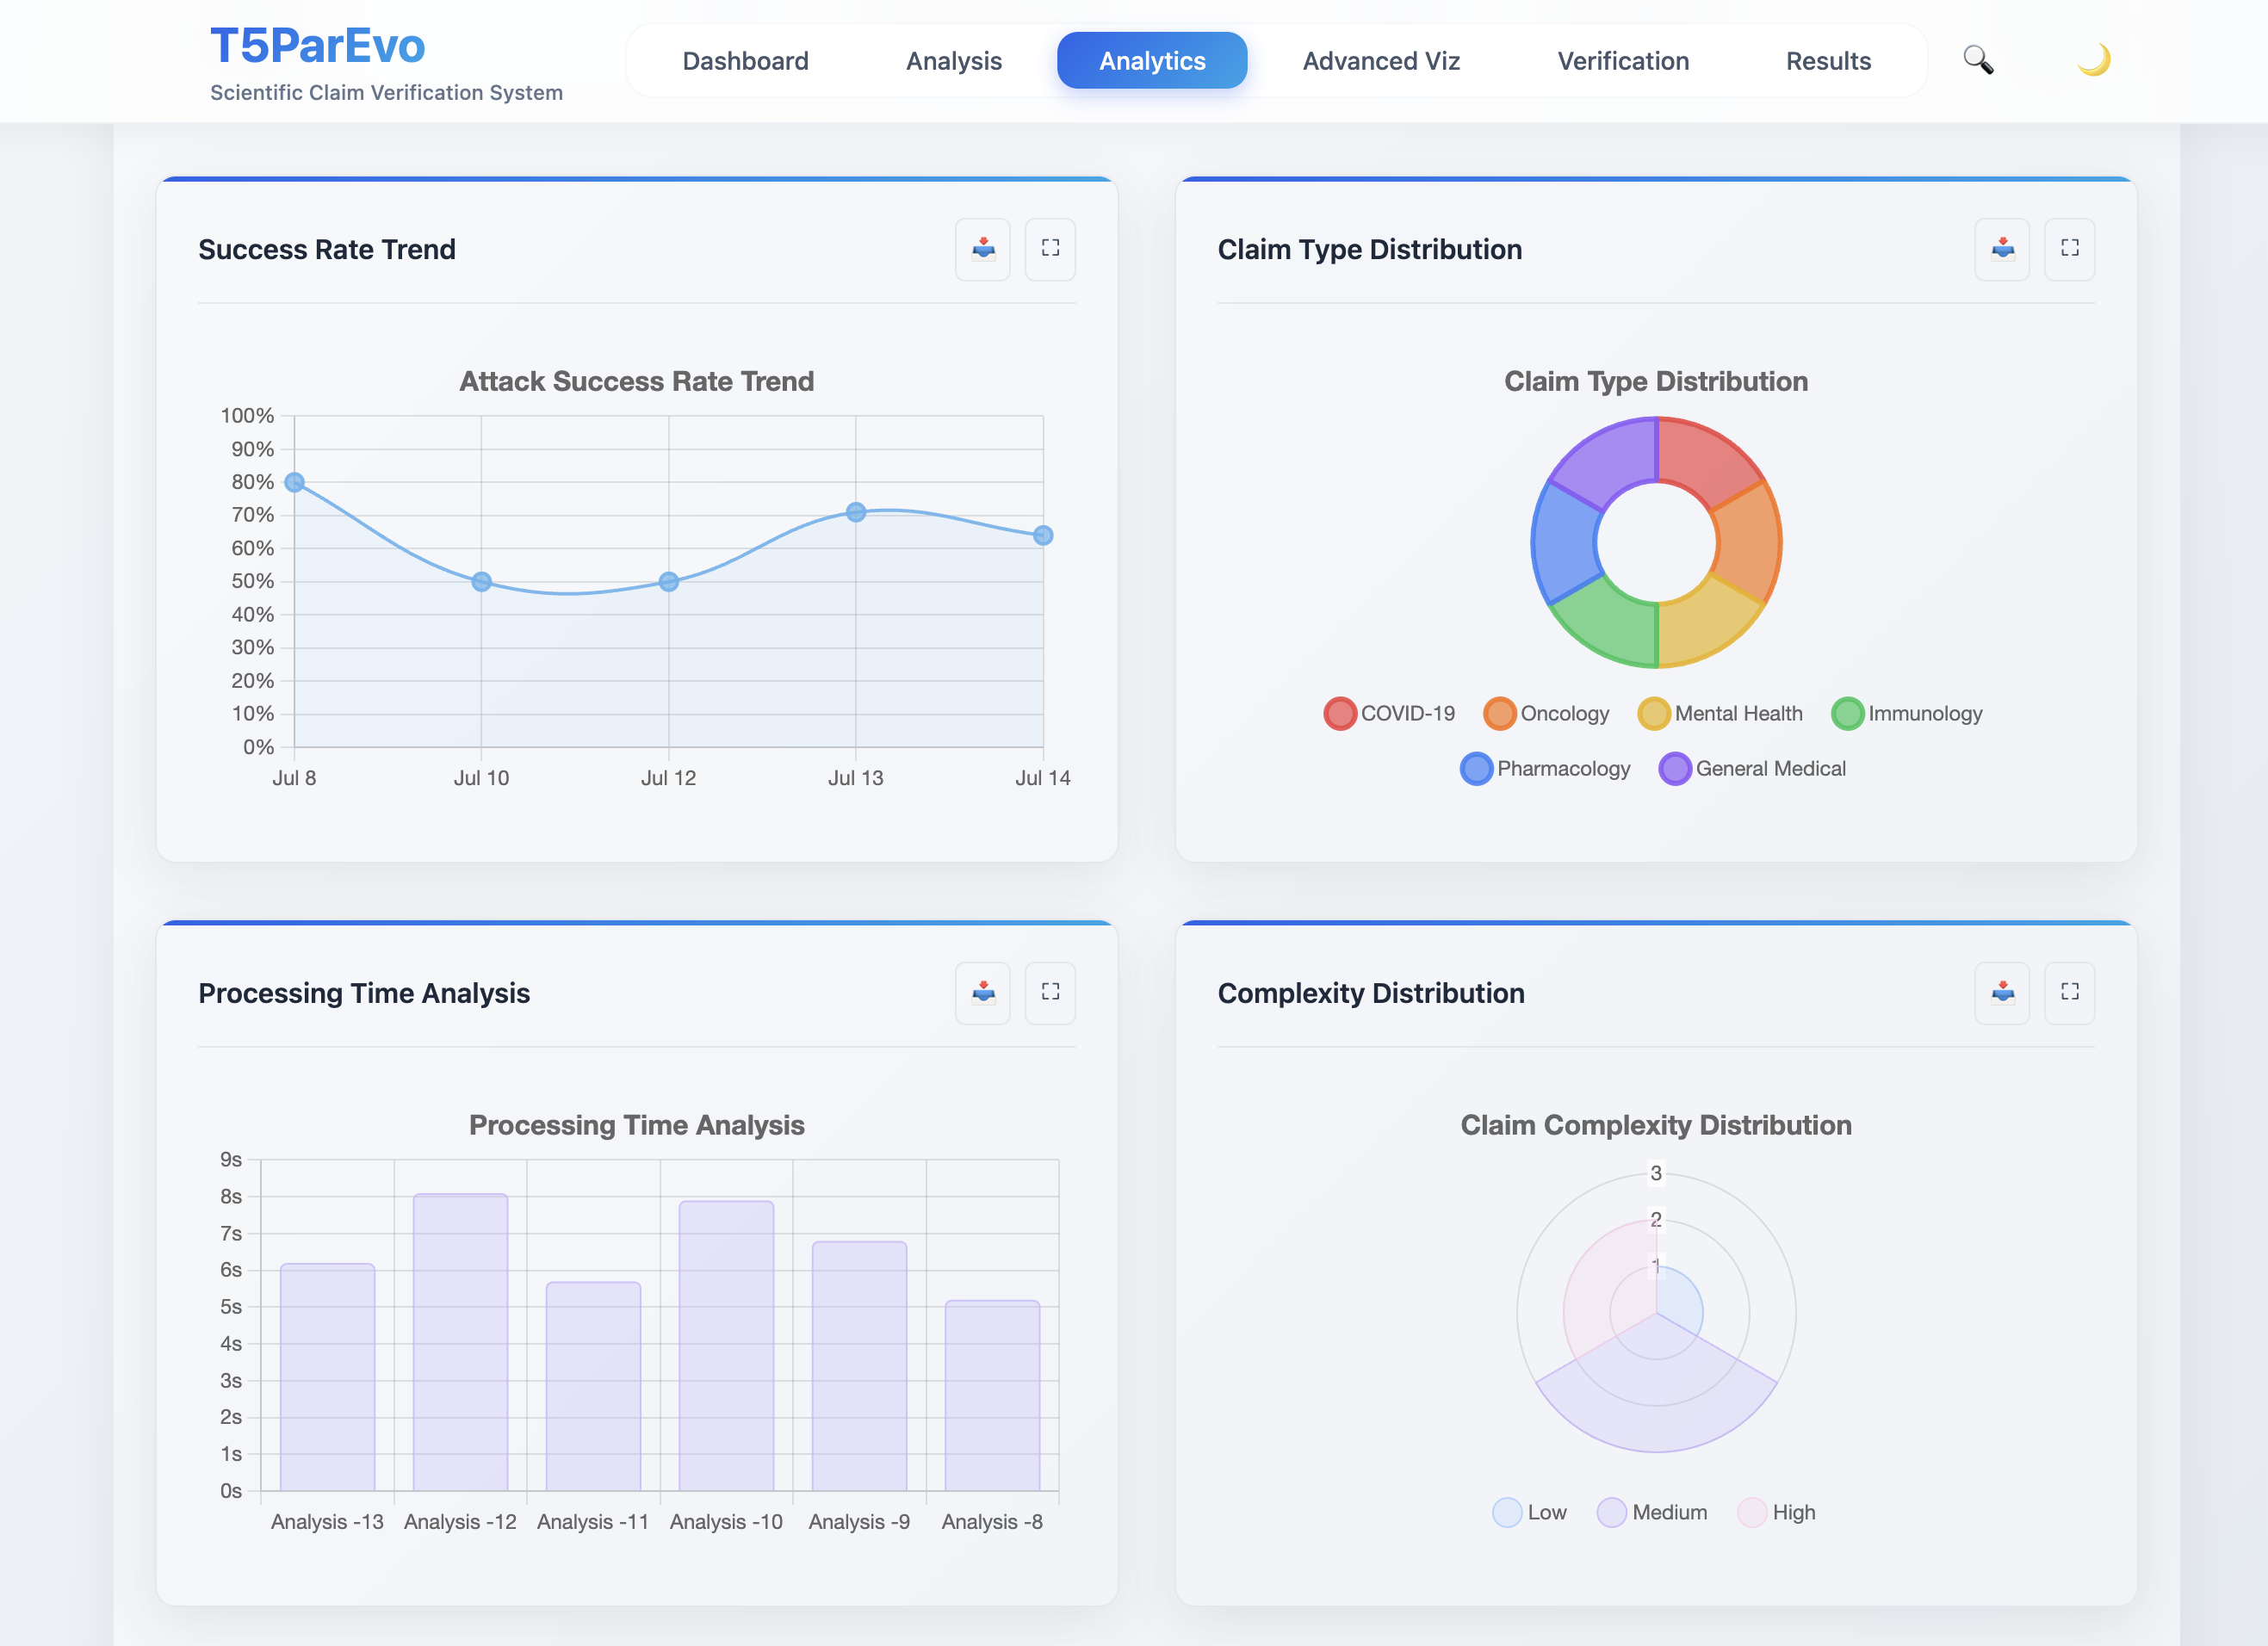 T5ParEvo
Scientific Claim Verification System
Dashboard
Analysis
Analytics
Advanced Viz
Verification
Results
Success Rate Trend
Attack Success Rate Trend
100%
90%
80%
70%
60%
50%
40%
30%
20%
10%
0%
Jul 8
Jul 10
Jul 12
Jul 13
Jul 14
Claim Type Distribution
Claim Type Distribution
COVID-19
Oncology
Mental Health
Immunology
Pharmacology
General Medical
Processing Time Analysis
Processing Time Analysis
9s
8s
7s
6s
5s
4s
3s
2s
1s
0s
Analysis -13
Analysis -12
Analysis -11
Analysis -10
Analysis -9
Analysis -8
Complexity Distribution
Claim Complexity Distribution
3
2
1
Low
Medium
High